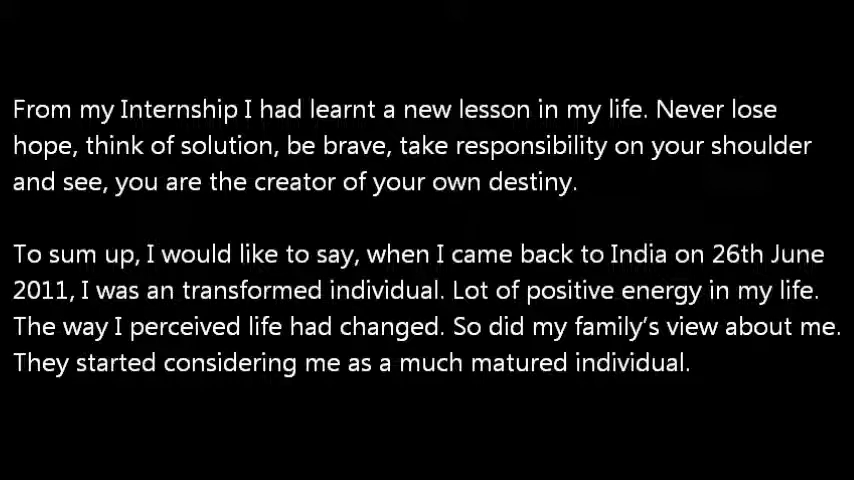 From my Internship I had learnt a new lesson in my life. Never lose
hope, think of solution, be brave, take responsibility on your shoulder
and see, you are the creator of your own destiny.
To sum up, I would like to say, when I came back to India on 26th June
2011, I was an transformed individual. Lot of positive energy in my life.
The way I perceived life had changed. So did my family's view about me.
They started considering me as a much matured individual.